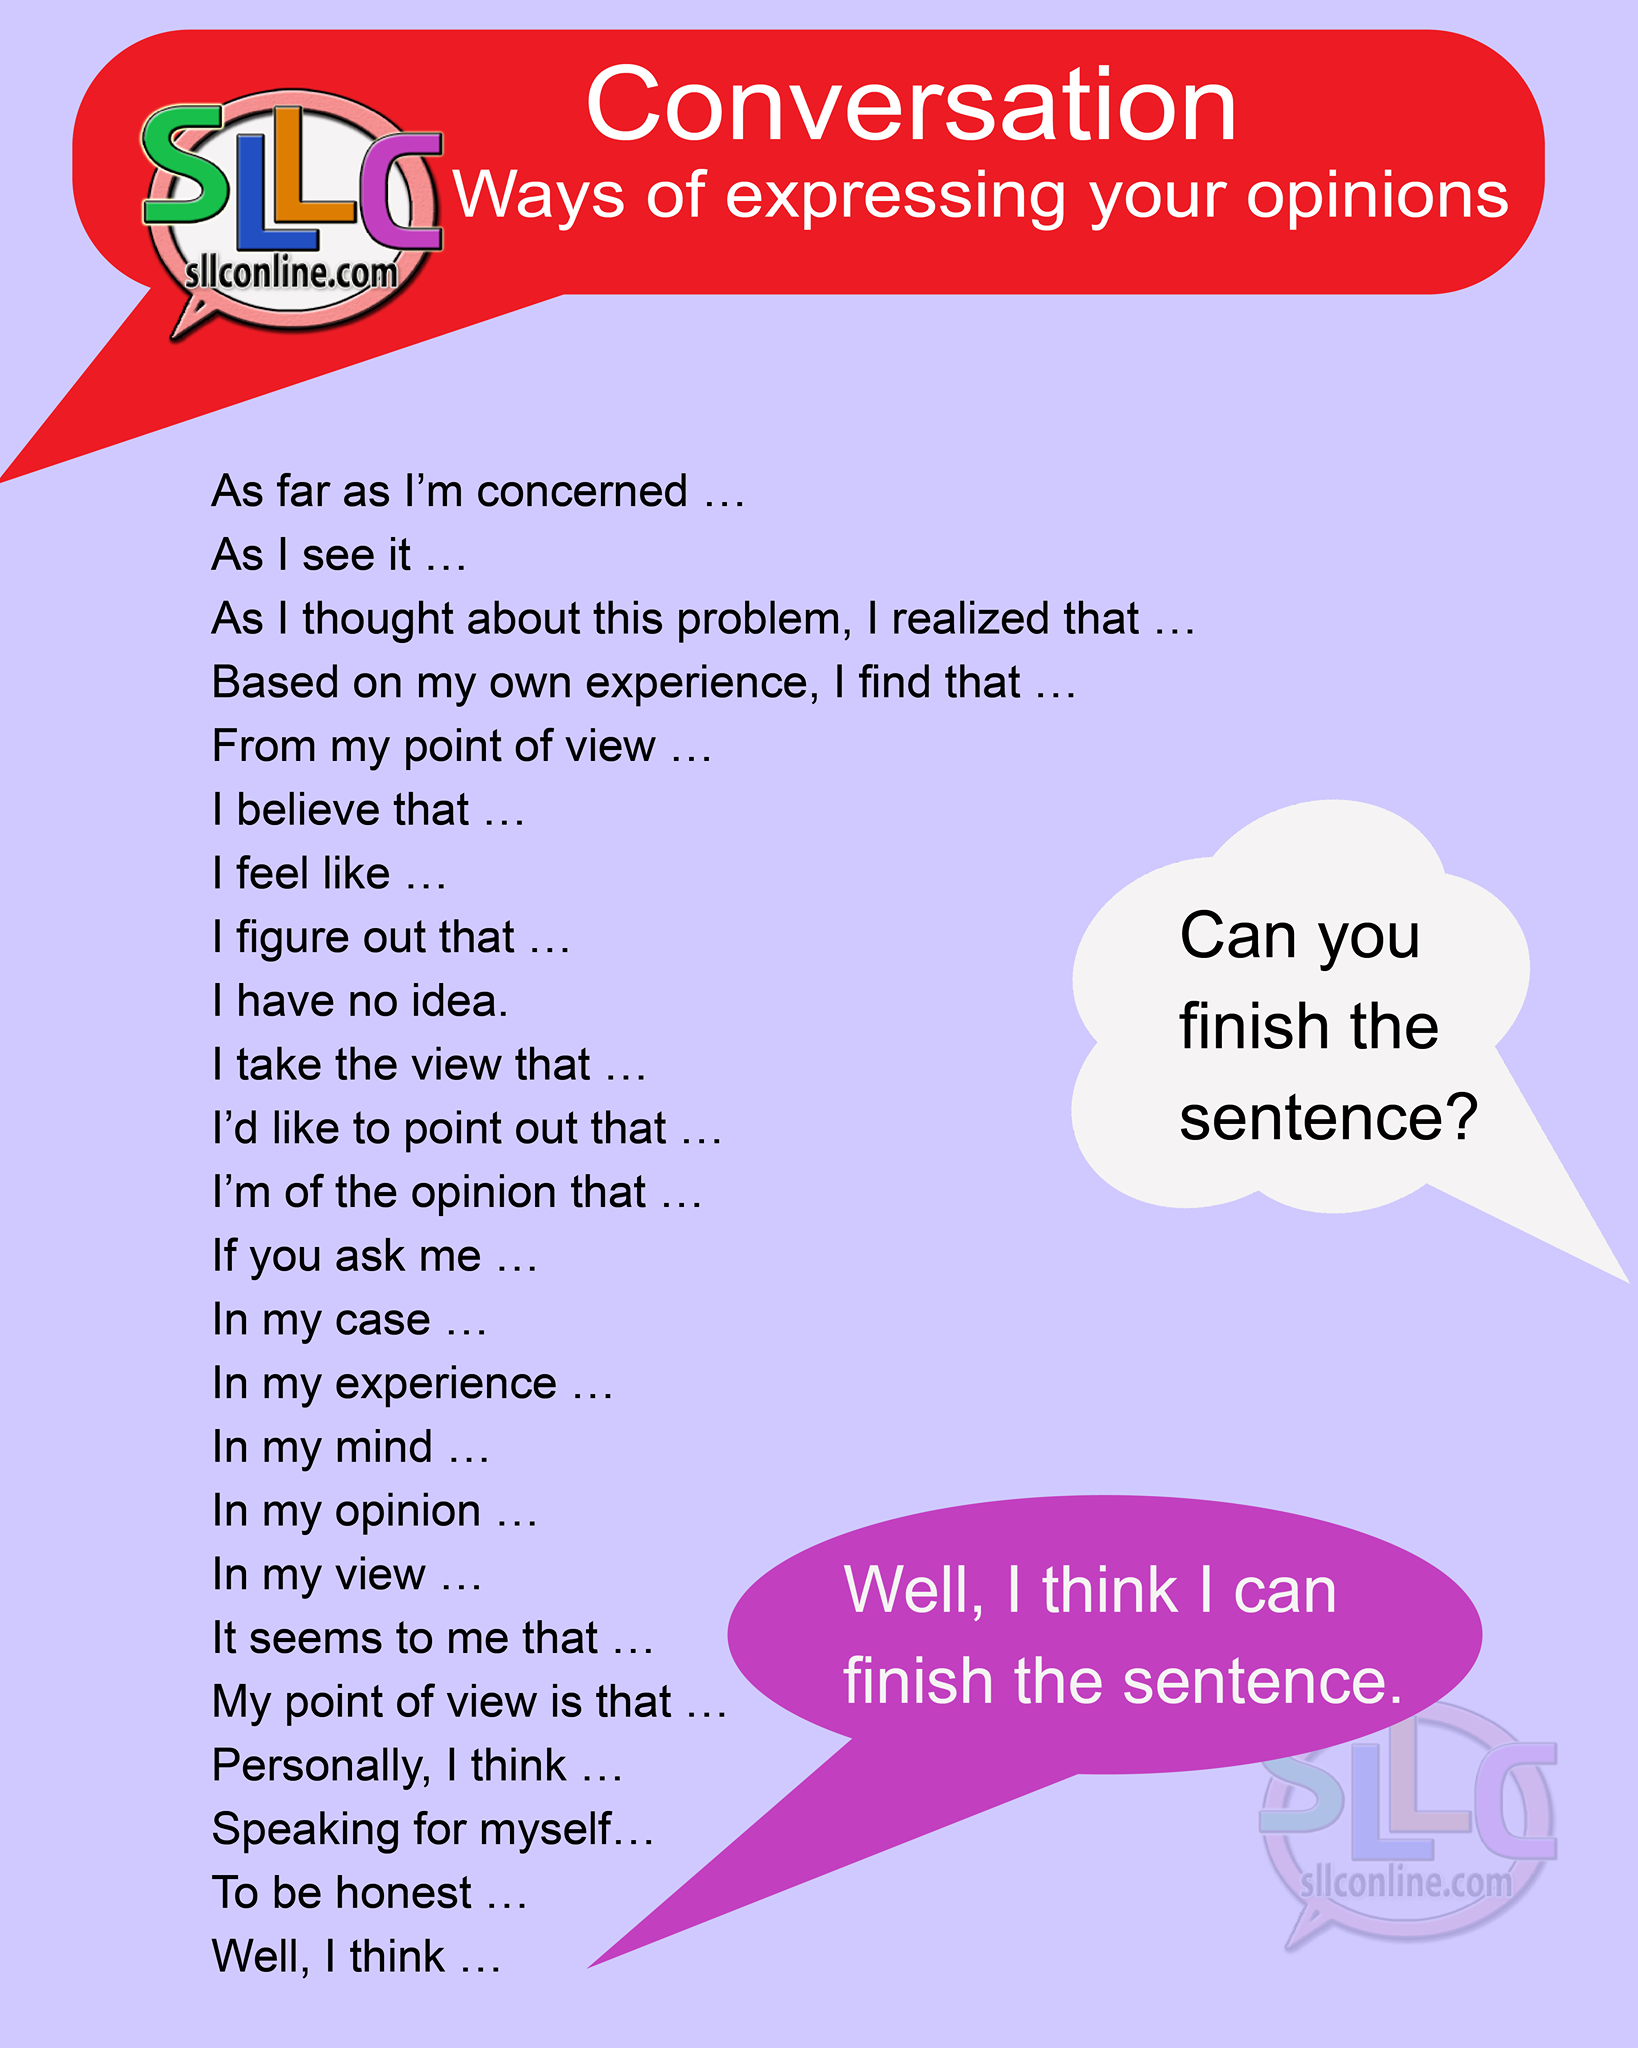 Conversation
Ways of expressing your opinions
SLLC
sllconline.com
As far as I’m concerned …
As I see it …
As I thought about this problem, I realized that …
Based on my own experience, I find that …
From my point of view …
I believe that …
I feel like …
I figure out that …
I have no idea.
I take the view that …
I’d like to point out that …
I’m of the opinion that …
If you ask me …
In my case …
In my experience …
In my mind …
In my opinion …
In my view …
It seems to me that …
My point of view is that …
Personally, I think …
Speaking for myself…
To be honest …
Well, I think …
Can you
finish the
sentence?
Well, I think I can
finish the sentence.
SLLC
sllconline.com